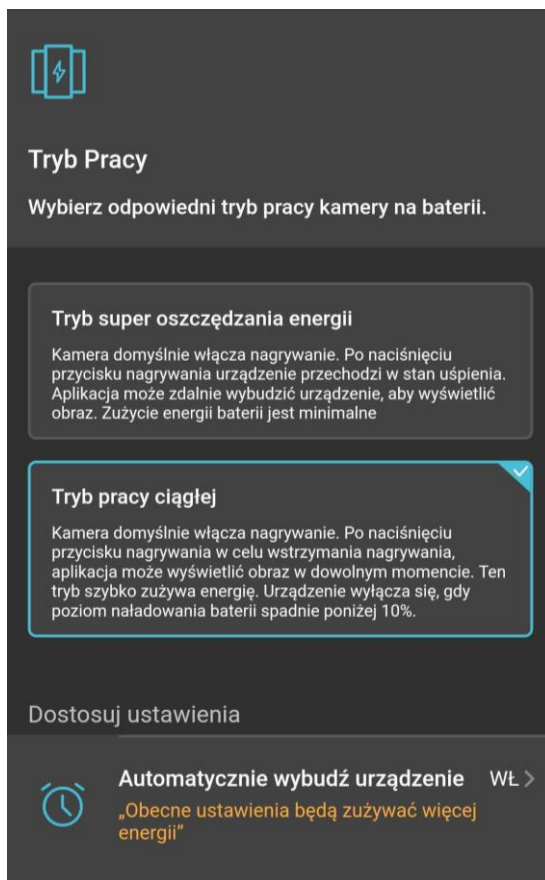 Tryb Pracy
Wybierz odpowiedni tryb pracy kamery na baterii.
Tryb super oszczędzania energii
Kamera domyślnie włącza nagrywanie. Po naciśnięciu
przycisku nagrywania urządzenie przechodzi w stan uśpienia.
Aplikacja może zdalnie wybudzić urządzenie, aby wyświetlić
obraz. Zużycie energii baterii jest minimalne
Tryb pracy ciągłej
Kamera domyślnie włącza nagrywanie. Po naciśnięciu
przycisku nagrywania w celu wstrzymania nagrywania,
aplikacja może wyświetlić obraz w dowolnym momencie. Ten
tryb szybko zużywa energię. Urządzenie wyłącza się, gdy
poziom naładowania baterii spadnie poniżej 10%.
Dostosuj ustawienia
Automatycznie wybudź urządzenie WŁ
„Obecne ustawienia będą zużywać więcej
energii”